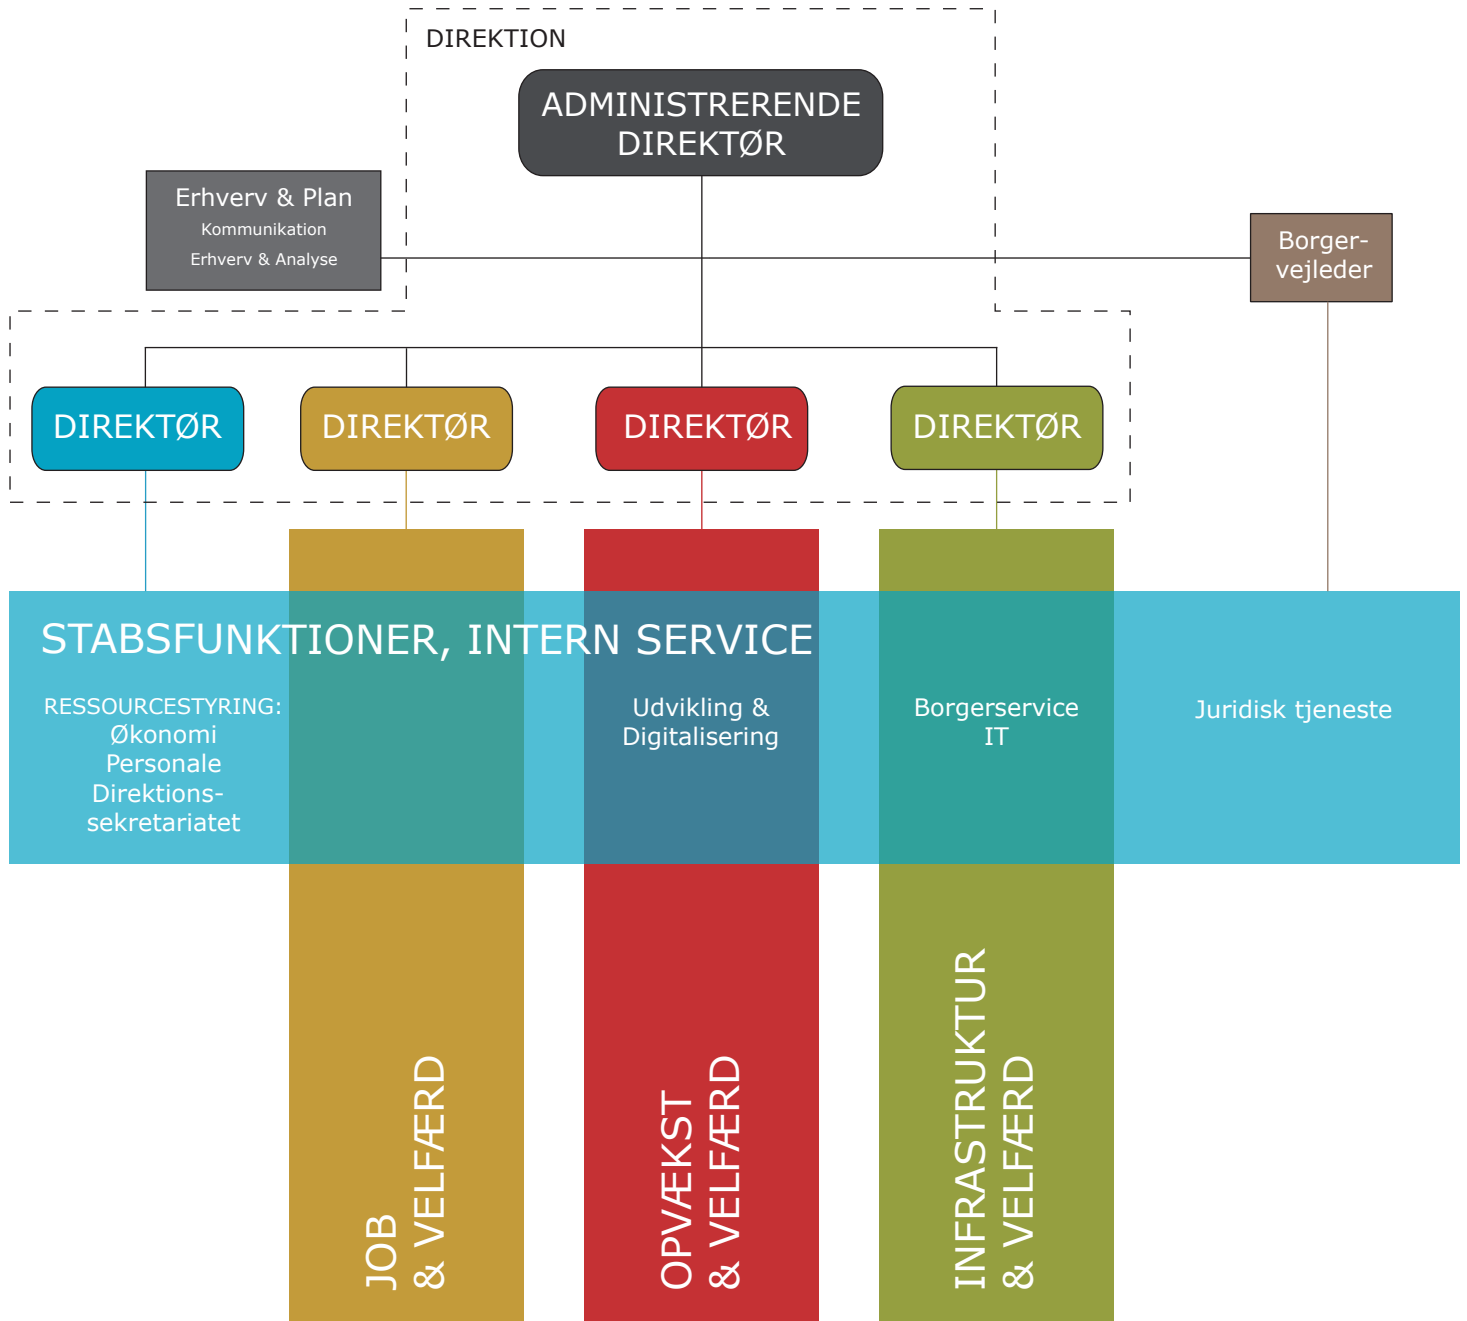 DIREKTION
ADMINISTRERENDE
DIREKTØR
Erhverv & Plan
Kommunikation
Erhverv & Analyse
Borger-
vejleder
DIREKTØR
DIREKTØR
DIREKTØR
DIREKTØR
STABSFUNKTIONER, INTERN SERVICE
RESSOURCESTYRING:
Økonomi
Personale
Direktions-
sekretariatet
Udvikling &
Digitalisering
Borgerservice
IT
Juridisk tjeneste
JOB
& VELFÆRD
OPVÆKST
& VELFÆRD
INFRASTRUKTUR
& VELFÆRD